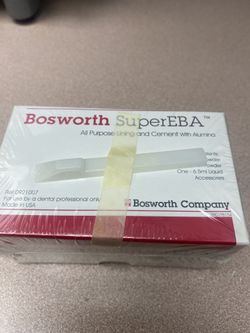 Bosworth SuperEBA™
All Purpose Lining and Cement with Alumina
One - 6.5ml Liquid
Accessories
Ref 0921007
For use by a dental professional only
Made in USA
Bosworth Company